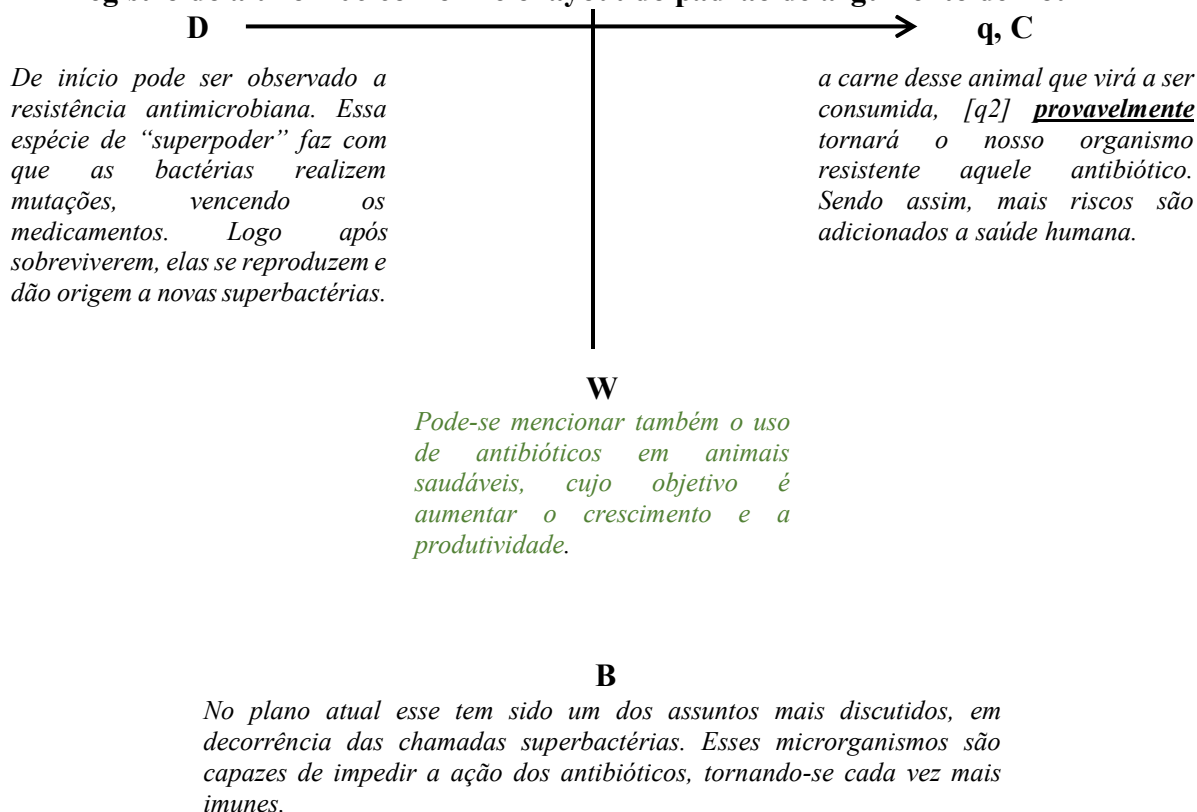 D
q, C
De início pode ser observado a
resistência antimicrobiana. Essa
espécie de “superpoder” faz com
que as bactérias realizem
mutações, vencendo os
medicamentos. Logo após
sobreviverem, elas se reproduzem e
dão origem a novas superbactérias.
a carne desse animal que virá a ser
consumida, [q2] provavelmente
tornará o nosso organismo
resistente aquele antibiótico.
Sendo assim, mais riscos são
adicionados a saúde humana.
W
Pode-se mencionar também o uso
de antibióticos em animais
saudáveis, cujo objetivo é
aumentar o crescimento e a
produtividade.
B
No plano atual esse tem sido um dos assuntos mais discutidos, em
decorrência das chamadas superbactérias. Esses microrganismos são
capazes de impedir a ação dos antibióticos, tornando-se cada vez mais
imunes.